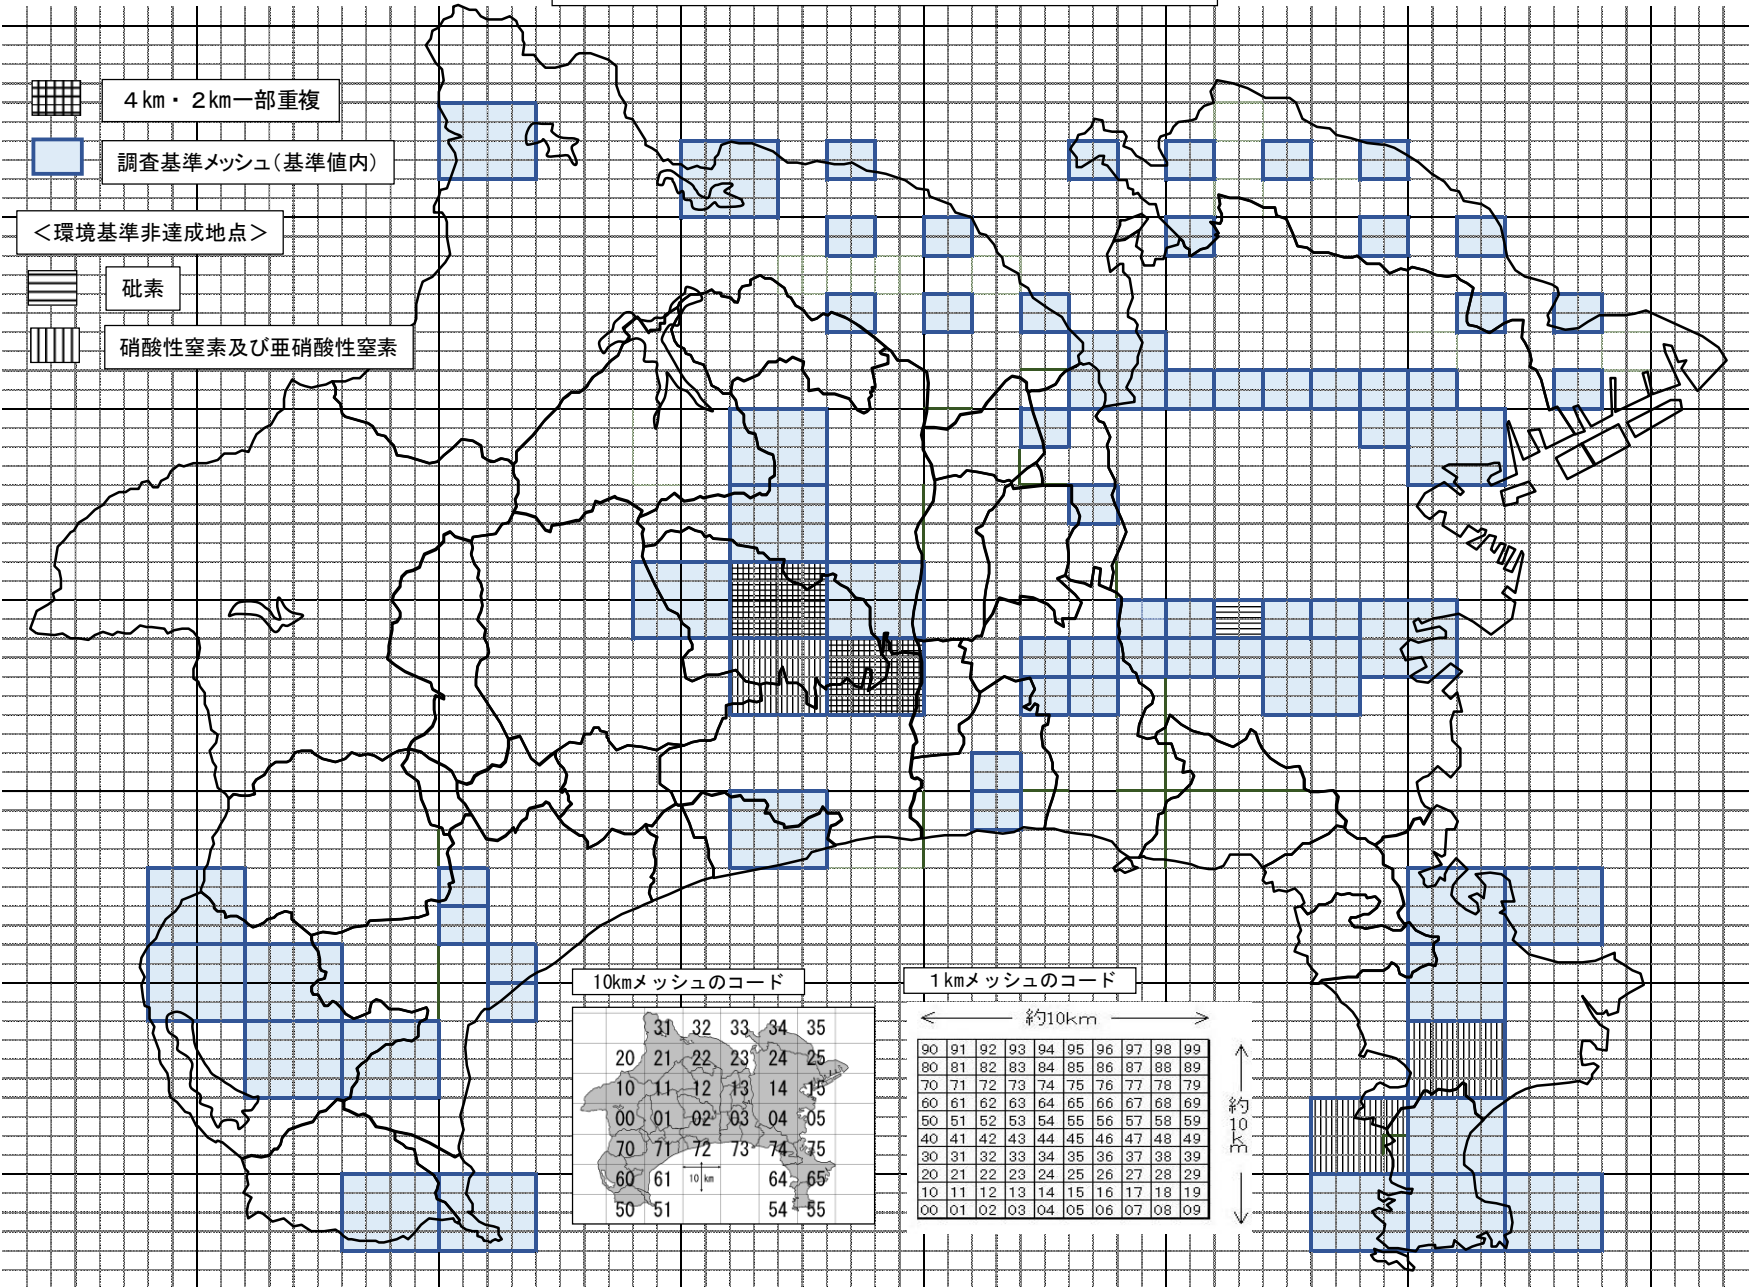 ４km・２km一部重複
調査基準メッシュ（基準値内）
＜環境基準非達成地点＞
砒素
硝酸性窒素及び亜硝酸性窒素
10kmメッシュのコード
31 32 33 34 35
20 21 22 23 24 25
10 11 12 13 14 15
00 01 02 03 04 05
70 71 72 73 74 75
60 61 10 km 64 65
50 51 54 55
１kmメッシュのコード
約10km
90 91 92 93 94 95 96 97 98 99
80 81 82 83 84 85 86 87 88 89
70 71 72 73 74 75 76 77 78 79
60 61 62 63 64 65 66 67 68 69
50 51 52 53 54 55 56 57 58 59
40 41 42 43 44 45 46 47 48 49
30 31 32 33 34 35 36 37 38 39
20 21 22 23 24 25 26 27 28 29
10 11 12 13 14 15 16 17 18 19
00 01 02 03 04 05 06 07 08 09
約10km